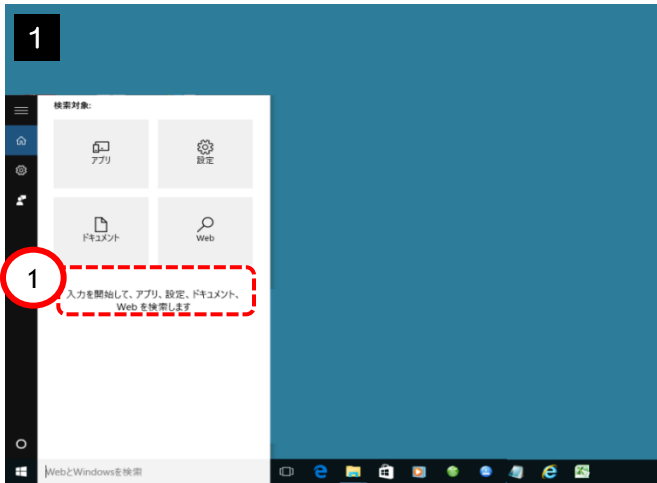 1
検索対象:
アプリ
設定
ドキュメント
Web
1
入力を開始して、アプリ、設定、ドキュメント、
Web を検索します
WebとWindowsを検索